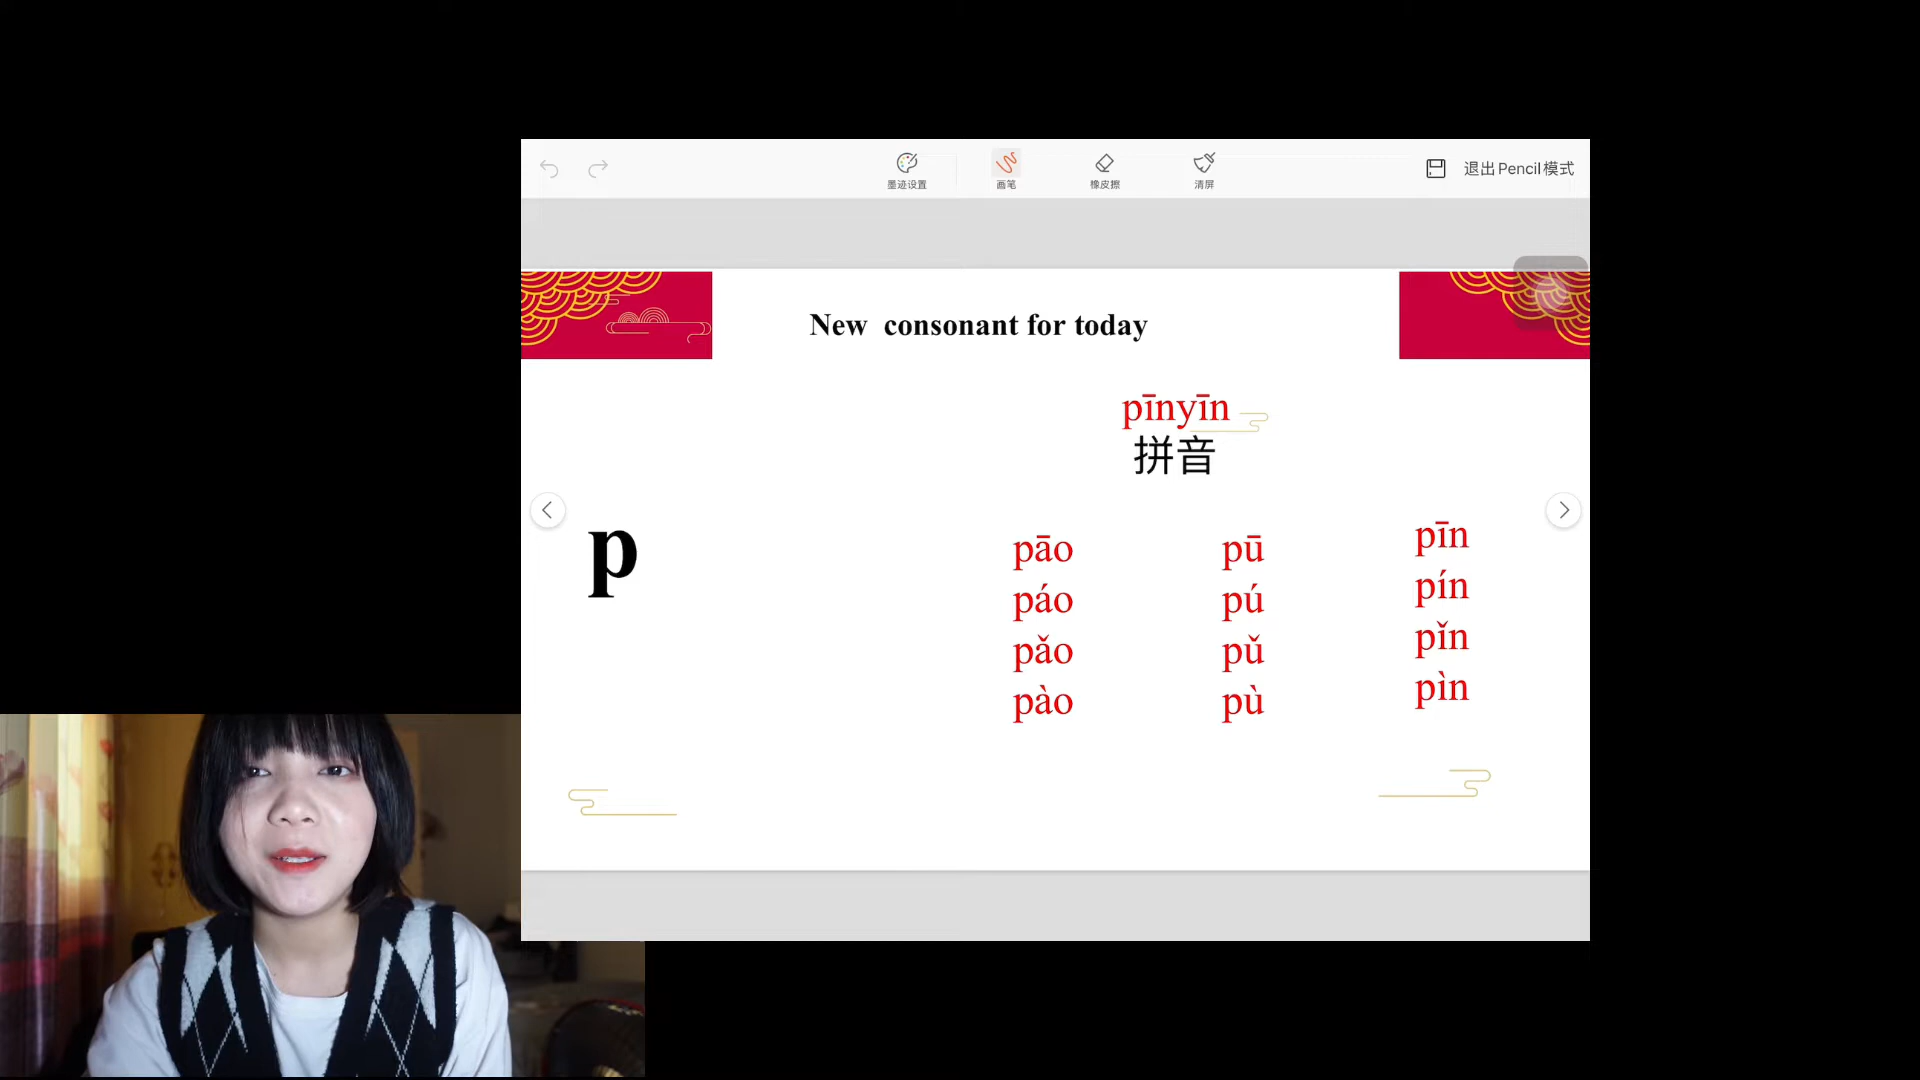 墨迹设置
画笔
橡皮擦
清屏
退出Pencil模式
New consonant for today
pīnyīn
拼音
p
pāo
páo
pǎo
pào
pū
pú
pǔ
pù
pīn
pín
pǐn
pìn